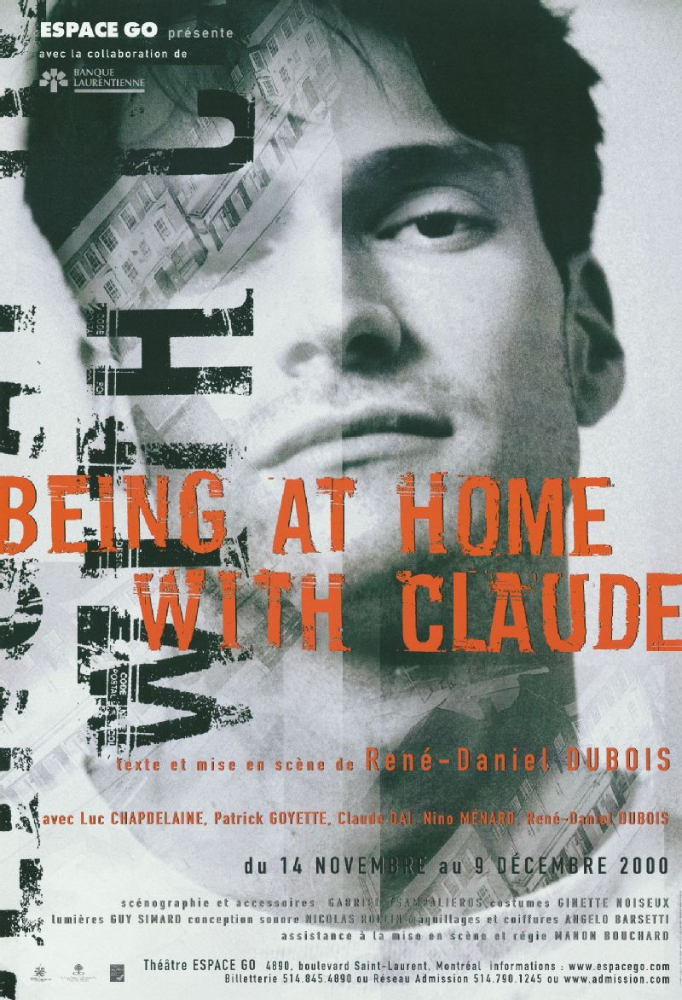 ESPACE GO présente
avec la collaboration de
BANQUE
LAURENTIENNE
WITH C
CODE
POSTAL
BEING AT HOME
WITH CLAUDE
texte et mise en scène de René-Daniel DUBOIS
avec Luc CHAPDELAINE, Patrick GOYETTE, Claude GAI, Nino MÉNARD, René-Daniel DUBOIS
du 14 NOVEMBRE au 9 DÉCEMBRE 2000
scénographie et accessoires GABRIEL TSAMPALIEROS costumes GINETTE NOISEUX
lumières GUY SIMARD conception sonore NICOLAS ROLLIN maquillages et coiffures ANGELO BARSETTI
assistance à la mise en scène et régie MANON BOUCHARD
Théâtre ESPACE GO 4890, boulevard Saint-Laurent, Montréal informations : www.espacego.com
Billetterie 514.845.4890 ou Réseau Admission 514.790.1245 ou www.admission.com